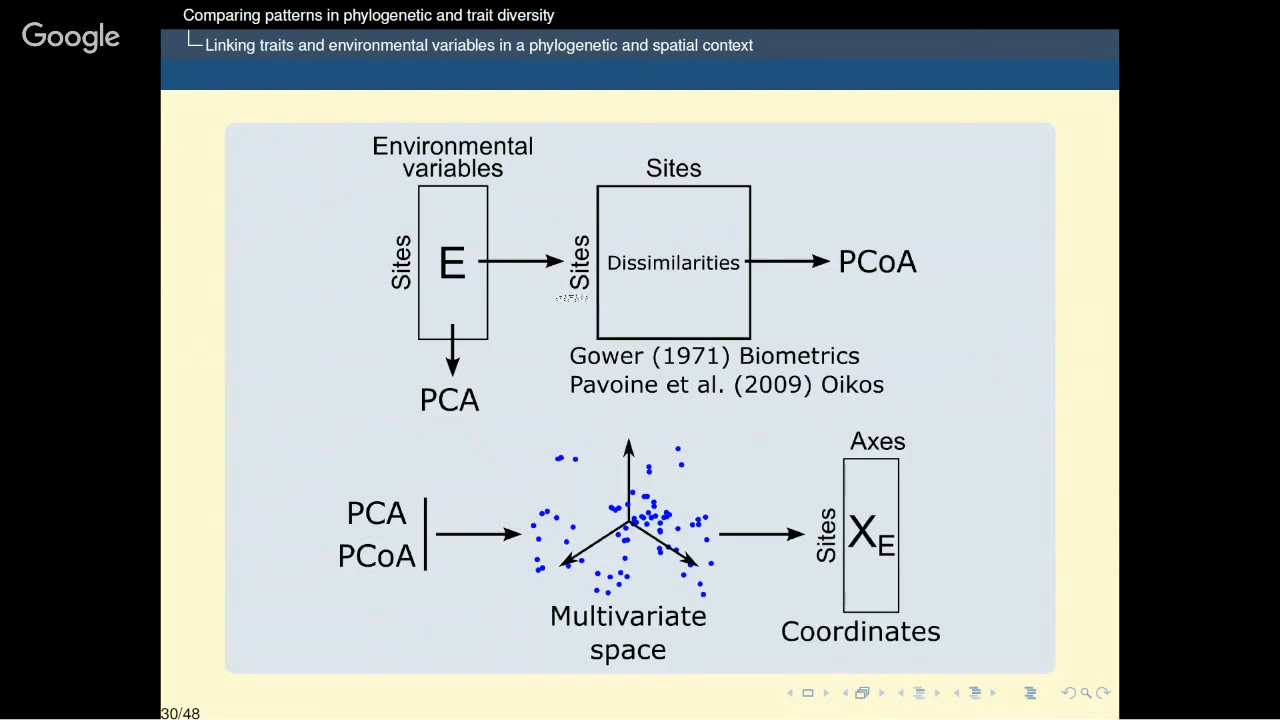 Google
Comparing patterns in phylogenetic and trait diversity
Linking traits and environmental variables in a phylogenetic and spatial context
Environmental
variables
Sites
Sites
E
Sites
Dissimilarities
PCoA
Gower (1971) Biometrics
Pavoine et al. (2009) Oikos
PCA
Axes
PCA
PCoA
Sites
XE
Multivariate
space
Coordinates
30/48